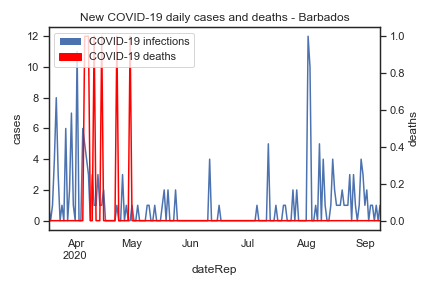 New COVID-19 daily cases and deaths - Barbados
COVID-19 infections
COVID-19 deaths
12
10
8
6
4
2
0
cases
1.0
0.8
0.6
0.4
0.2
0.0
deaths
Apr May Jun Jul Aug Sep
2020
dateRep